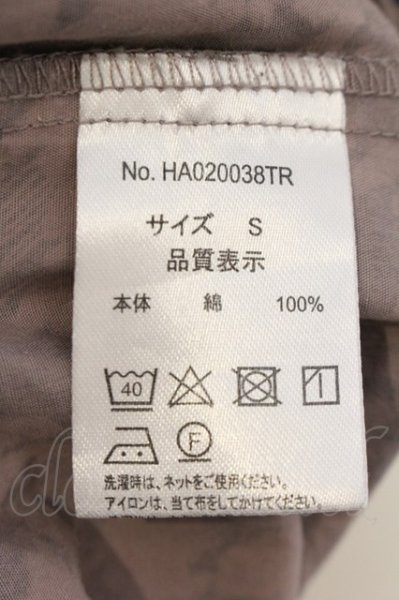 No. HA020038TR
サイズ S
品質表示
本体 綿 100%
40
F
洗濯時は、ネットをご使用ください。
アイロンは、当て布をしてかけてください。